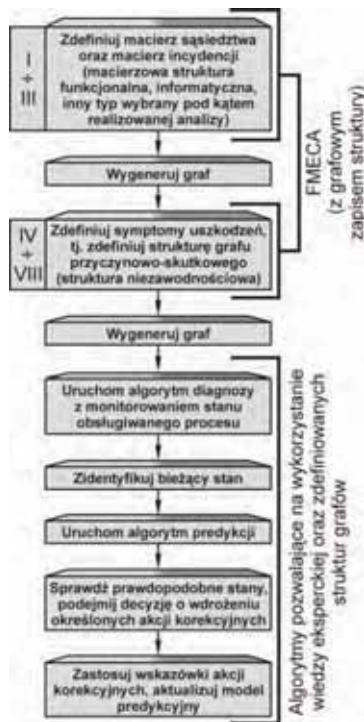 I
÷
III
Zdefiniuj macierz sąsiedztwa
oraz macierz incydencji
(macierzowa struktura
funkcjonalna, informatyczna,
inny typ wybrany pod kątem
realizowanej analizy)
Wygeneruj graf
IV
÷
VIII
Zdefiniuj symptomy uszkodzeń,
tj. zdefiniuj strukturę grafu
przyczynowo-skutkowego
(struktura niezawodnościowa)
FMECA
(z grafowym
zapisem struktury)
Wygeneruj graf
Uruchom algorytm diagnozy
z monitorowaniem stanu
obsługiwanego procesu
Zidentyfikuj bieżący stan
Uruchom algorytm predykcji
Sprawdź prawdopodobne stany,
podejmij decyzję o wdrożeniu
określonych akcji korekcyjnych
Zastosuj wskazówki akcji
korekcyjnych, aktualizuj model
predykcyjny
Algorytmy pozwalające na wykorzystanie
wiedzy eksperckiej oraz zdefiniowanych
struktur grafów